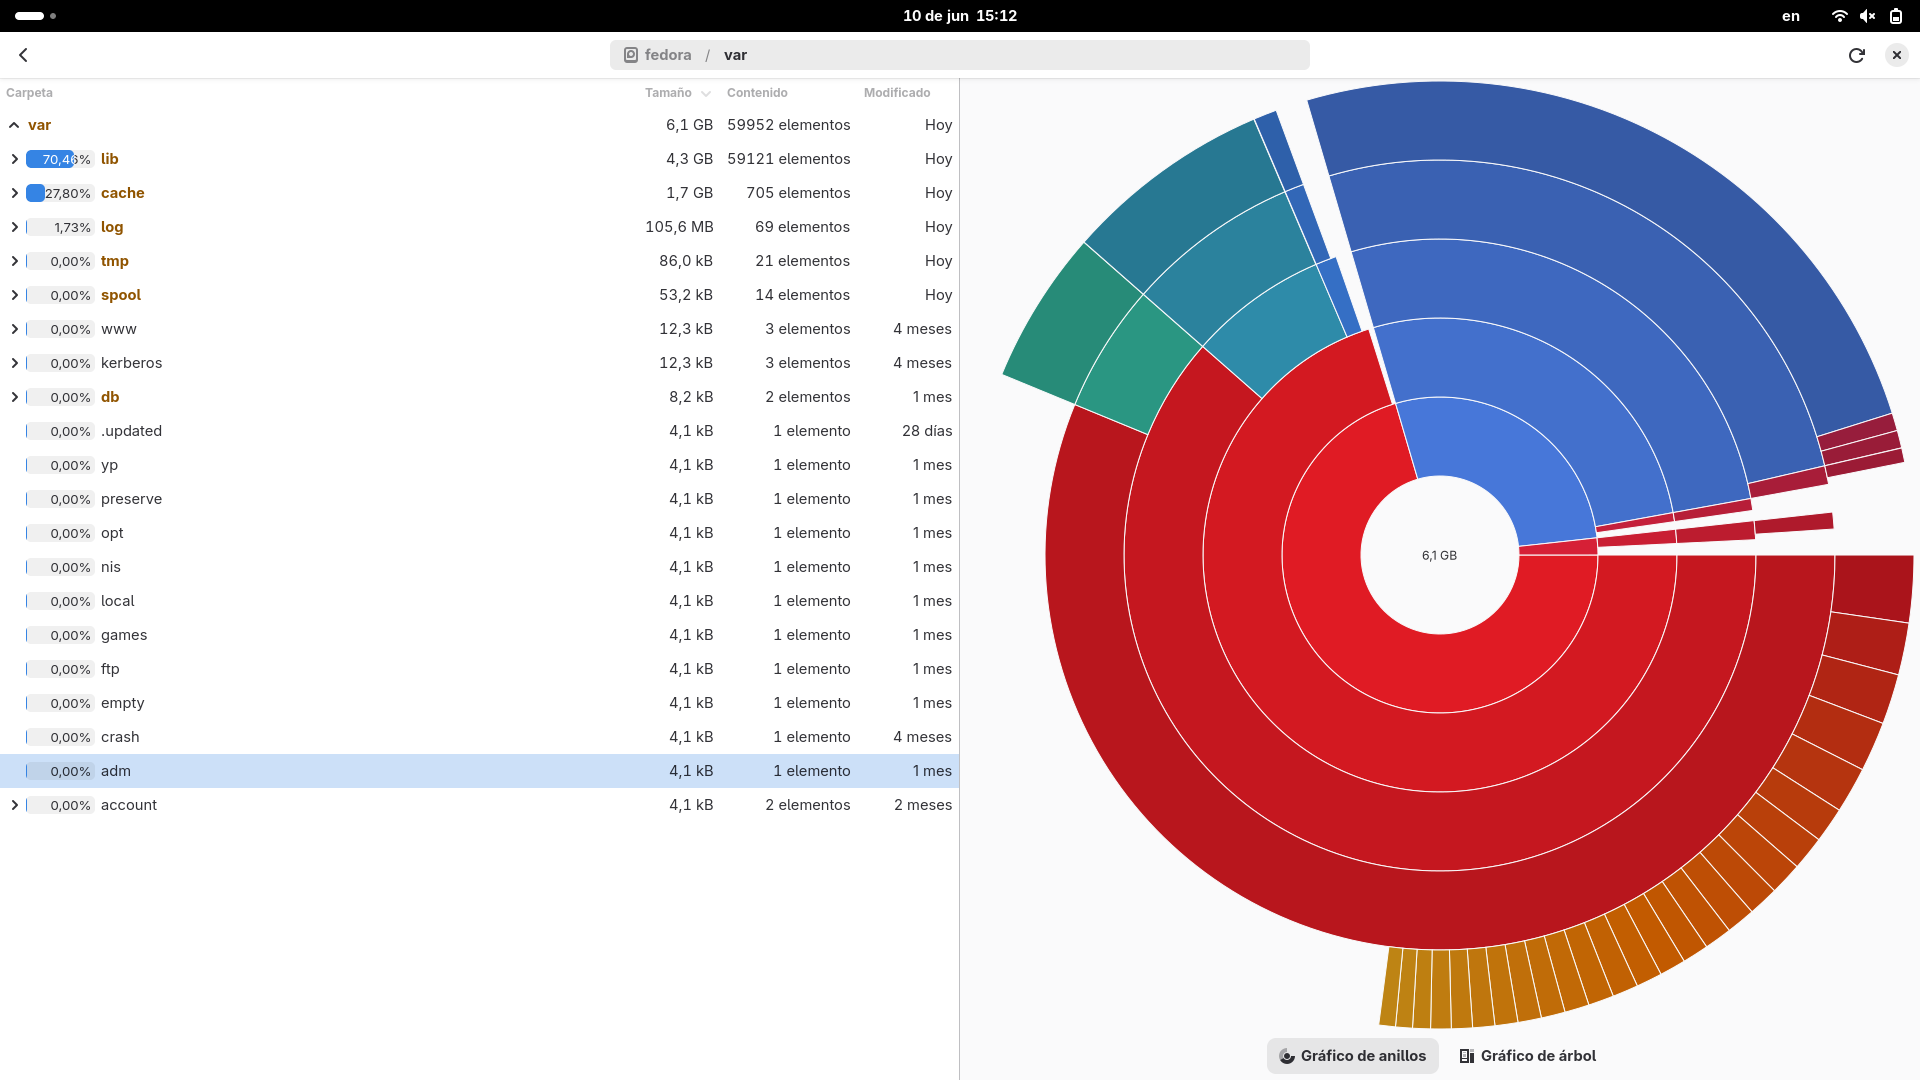 10 de jun 15:12
en
fedora / var
Carpeta Tamaño Contenido Modificado
var 6,1 GB 59952 elementos Hoy
70,46% lib 4,3 GB 59121 elementos Hoy
27,80% cache 1,7 GB 705 elementos Hoy
1,73% log 105,6 MB 69 elementos Hoy
0,00% tmp 86,0 kB 21 elementos Hoy
0,00% spool 53,2 kB 14 elementos Hoy
0,00% www 12,3 kB 3 elementos 4 meses
0,00% kerberos 12,3 kB 3 elementos 4 meses
0,00% db 8,2 kB 2 elementos 1 mes
0,00% .updated 4,1 kB 1 elemento 28 días
0,00% yp 4,1 kB 1 elemento 1 mes
0,00% preserve 4,1 kB 1 elemento 1 mes
0,00% opt 4,1 kB 1 elemento 1 mes
0,00% nis 4,1 kB 1 elemento 1 mes
0,00% local 4,1 kB 1 elemento 1 mes
0,00% games 4,1 kB 1 elemento 1 mes
0,00% ftp 4,1 kB 1 elemento 1 mes
0,00% empty 4,1 kB 1 elemento 1 mes
0,00% crash 4,1 kB 1 elemento 4 meses
0,00% adm 4,1 kB 1 elemento 1 mes
0,00% account 4,1 kB 2 elementos 2 meses
6,1 GB
Gráfico de anillos Gráfico de árbol